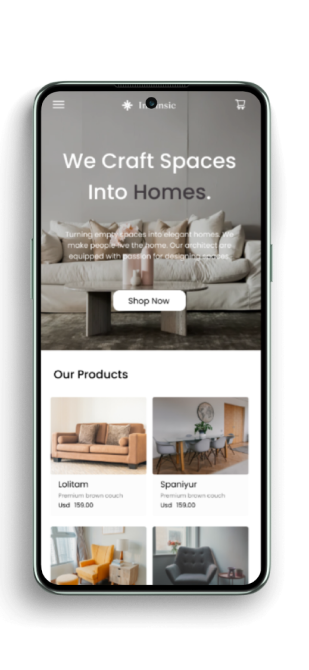 We Craft Spaces
Into Homes.
Turning empty spaces into elegant homes. We
make people live the home. Our architect are
equipped with passion for designing spaces.
Shop Now
Our Products
Lolitam
Premium brown couch
Usd 159.00
Spaniyur
Premium brown couch
Usd 159.00